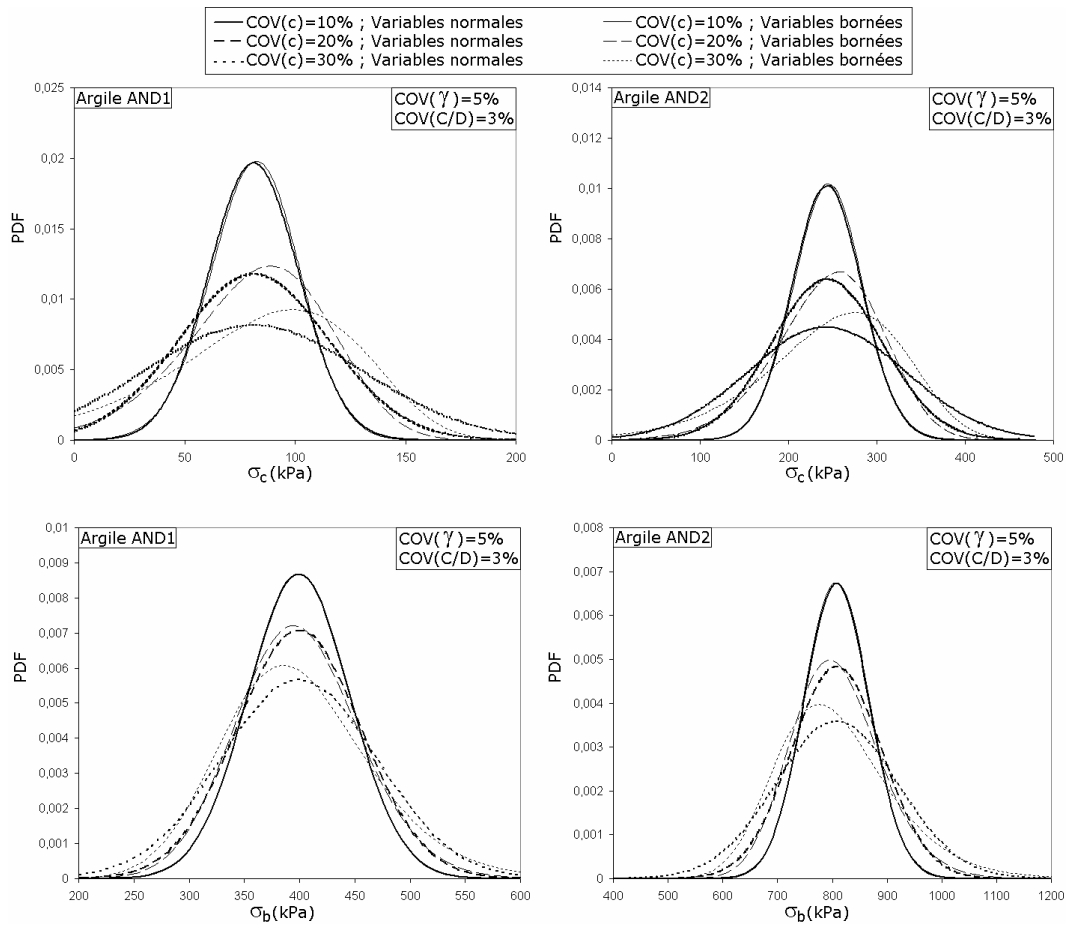 COV(c)=10% ; Variables normales
COV(c)=10% ; Variables bornées
COV(c)=20% ; Variables normales
COV(c)=20% ; Variables bornées
COV(c)=30% ; Variables normales
COV(c)=30% ; Variables bornées
Argile AND1
COV(γ)=5%
COV(C/D)=3%
PDF
0,025
0,02
0,015
0,01
0,005
0
0 50 100 150 200
σc(kPa)
Argile AND2
COV(γ)=5%
COV(C/D)=3%
PDF
0,014
0,012
0,01
0,008
0,006
0,004
0,002
0
0 100 200 300 400 500
σc(kPa)
Argile AND1
COV(γ)=5%
COV(C/D)=3%
PDF
0,01
0,009
0,008
0,007
0,006
0,005
0,004
0,003
0,002
0,001
0
200 250 300 350 400 450 500 550 600
σb(kPa)
Argile AND2
COV(γ)=5%
COV(C/D)=3%
PDF
0,008
0,007
0,006
0,005
0,004
0,003
0,002
0,001
0
400 500 600 700 800 900 1000 1100 1200
σb(kPa)